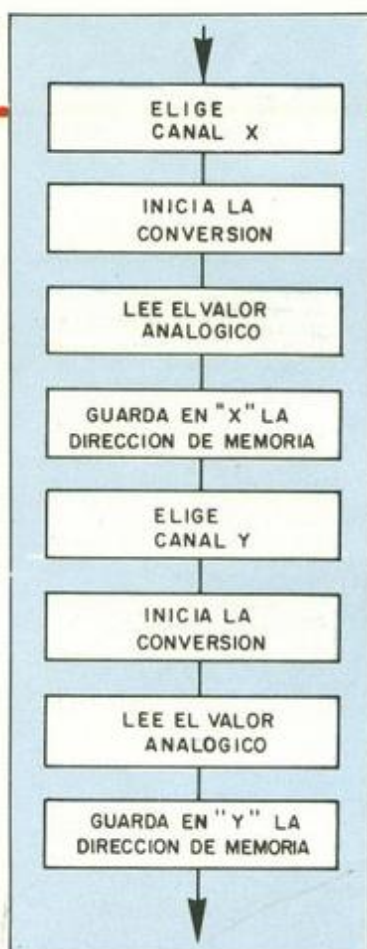 ELIGE
CANAL X
INICIA LA
CONVERSION
LEE EL VALOR
ANALOGICO
GUARDA EN "X" LA
DIRECCION DE MEMORIA
ELIGE
CANAL Y
INICIA LA
CONVERSION
LEE EL VALOR
ANALOGICO
GUARDA EN "Y" LA
DIRECCION DE MEMORIA